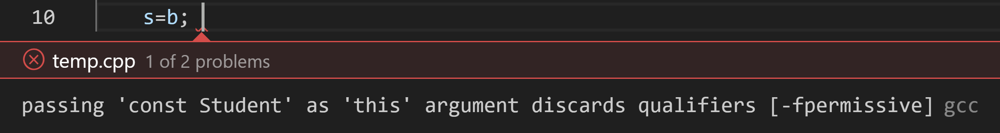 10 s=b;
temp.cpp 1 of 2 problems
passing 'const Student' as 'this' argument discards qualifiers [-fpermissive] gcc